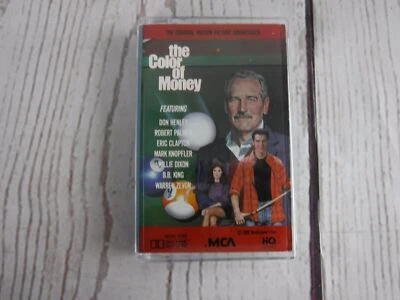 THE ORIGINAL MOTION PICTURE SOUNDTRACK
the
Color
of
Money
FEATURING
DON HENLEY
ROBERT PALMER
ERIC CLAPTON
MARK KNOPFLER
WILLIE DIXON
B.B. KING
WARREN ZEVON
MCA
HQ